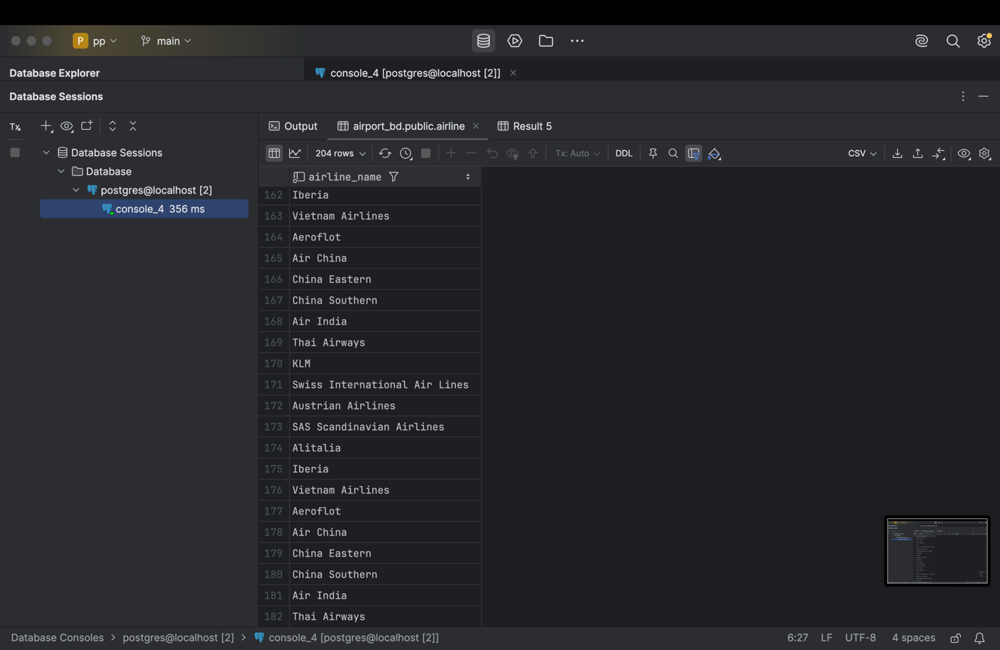 P pp main
Database Explorer
console_4 [postgres@localhost [2]]
Database Sessions
Tx
Output airport_bd.public.airline Result 5
204 rows Tx: Auto DDL CSV
Database Sessions
Database
postgres@localhost [2]
console_4 356 ms
airline_name
162 Iberia
163 Vietnam Airlines
164 Aeroflot
165 Air China
166 China Eastern
167 China Southern
168 Air India
169 Thai Airways
170 KLM
171 Swiss International Air Lines
172 Austrian Airlines
173 SAS Scandinavian Airlines
174 Alitalia
175 Iberia
176 Vietnam Airlines
177 Aeroflot
178 Air China
179 China Eastern
180 China Southern
181 Air India
182 Thai Airways
Database Consoles > postgres@localhost [2] > console_4 [postgres@localhost [2]] 6:27 LF UTF-8 4 spaces